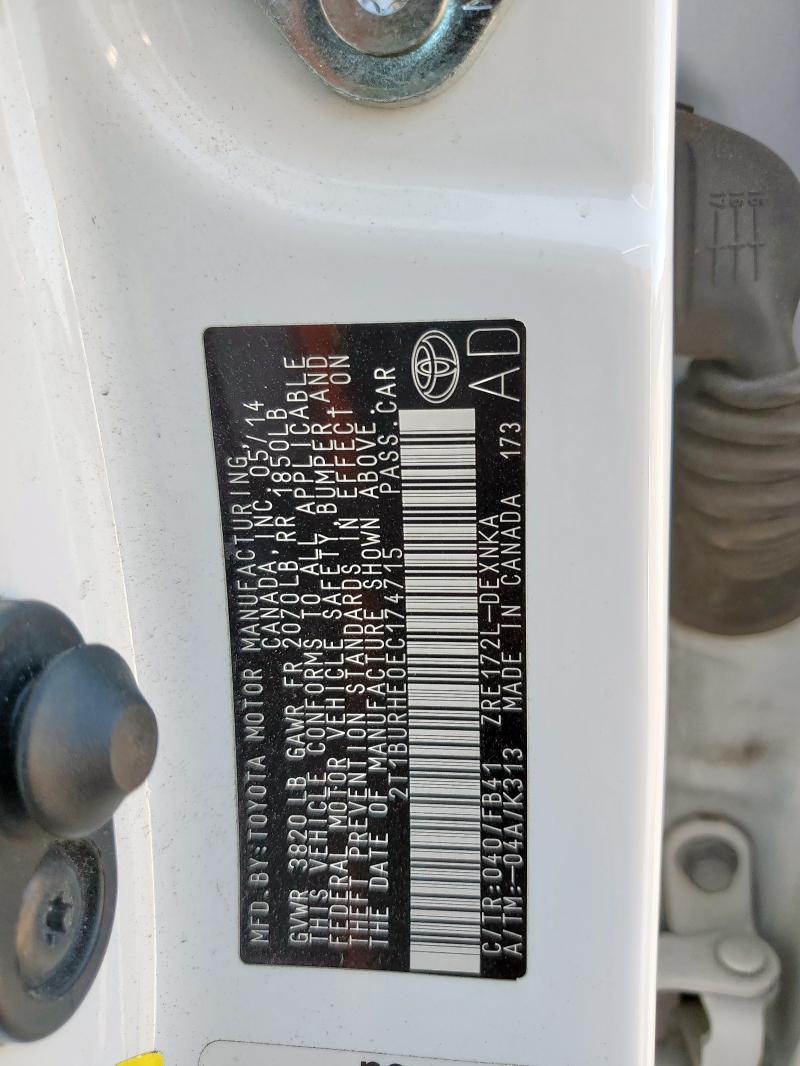 MFD.BY:TOYOTA MOTOR MANUFACTURING
CANADA,INC. 05/14
GVWR 3820 LB GAWR FR 2070LB RR 1850LB
THIS VEHICLE CONFORMS TO ALL APPLICABLE
FEDERAL MOTOR VEHICLE SAFETY, BUMPER, AND
THEFT PREVENTION STANDARDS IN EFFECT ON
THE DATE OF MANUFACTURE SHOWN ABOVE.
2T1BURHE0EC174715 PASS.CAR
C/TR:040/FB41 ZRE172L-DEXNKA
A/TM:-04A/K313 MADE IN CANADA 173 AD